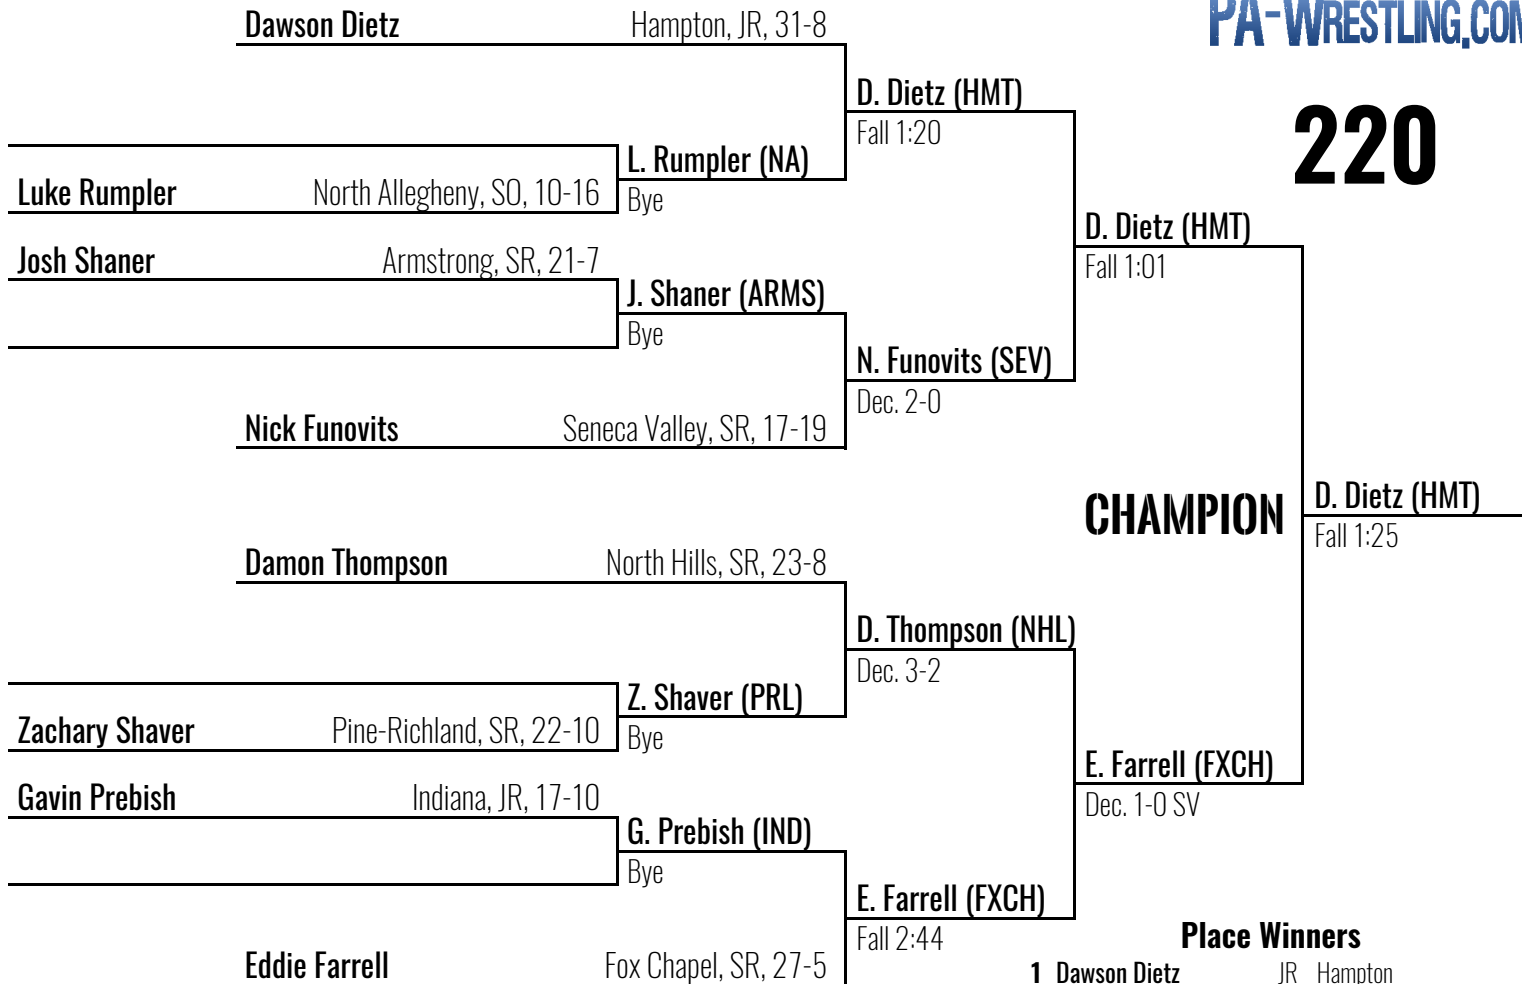 PA-WRESTLING.COM
220
Dawson Dietz Hampton, JR, 31-8
D. Dietz (HMT)
Fall 1:20
L. Rumpler (NA)
Luke Rumpler North Allegheny, SO, 10-16
Bye
D. Dietz (HMT)
Fall 1:01
Josh Shaner Armstrong, SR, 21-7
J. Shaner (ARMS)
Bye
N. Funovits (SEV)
Dec. 2-0
Nick Funovits Seneca Valley, SR, 17-19
CHAMPION
D. Dietz (HMT)
Fall 1:25
Damon Thompson North Hills, SR, 23-8
D. Thompson (NHL)
Dec. 3-2
Z. Shaver (PRL)
Zachary Shaver Pine-Richland, SR, 22-10
Bye
E. Farrell (FXCH)
Dec. 1-0 SV
Gavin Prebish Indiana, JR, 17-10
G. Prebish (IND)
Bye
E. Farrell (FXCH)
Fall 2:44
Eddie Farrell Fox Chapel, SR, 27-5
Place Winners
1 Dawson Dietz JR Hampton